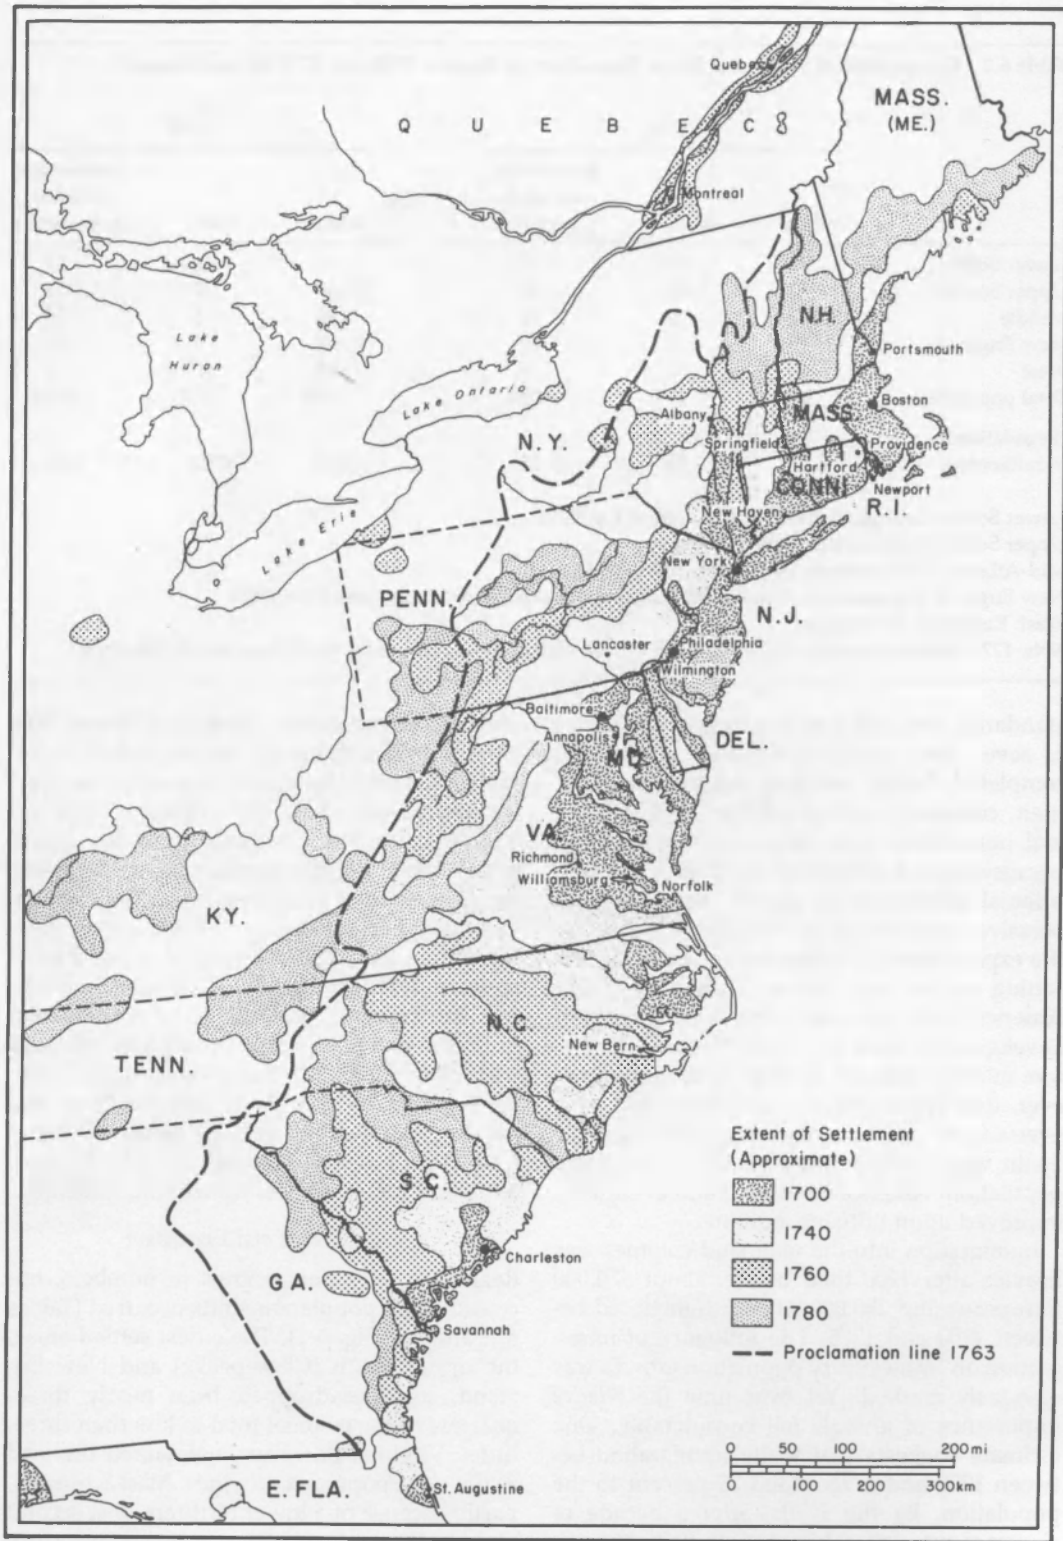 Quebec
MASS.
(ME.)
Q U E B E C
Montreal
Lake
Huron
N.H.
Portsmouth
Lake Ontario
Boston
Albany
MASS.
N.Y.
Springfield
Providence
Hartford
CONN.
Newport
R.I.
New Haven
Lake Erie
New York
PENN.
N.J.
Lancaster
Philadelphia
Wilmington
Baltimore
Annapolis
DEL.
MD.
VA.
Richmond
Williamsburg
Norfolk
KY.
N.C.
New Bern
TENN.
Extent of Settlement
(Approximate)
1700
1740
1760
1780
Proclamation line 1763
S.C.
Charleston
GA.
Savannah
0 50 100 200 mi
0 100 300 km
E. FLA.
St. Augustine